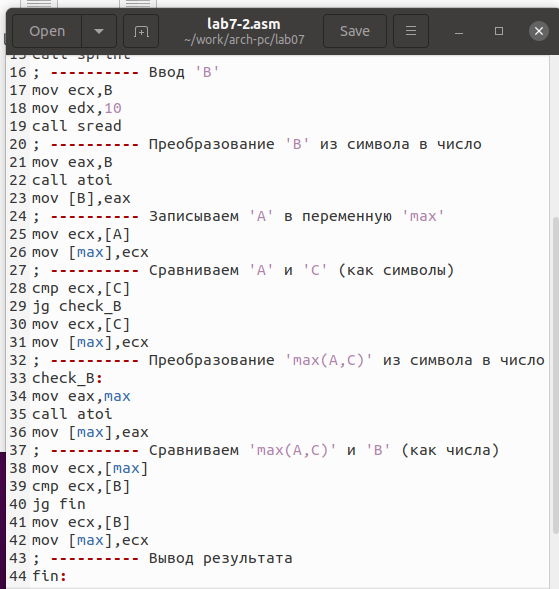 Open
lab7-2.asm
~/work/arch-pc/lab07
Save
15 call sprint
16 ; ---------- Ввод 'B'
17 mov ecx,B
18 mov edx,10
19 call sread
20 ; ---------- Преобразование 'B' из символа в число
21 mov eax,B
22 call atoi
23 mov [B],eax
24 ; ---------- Записываем 'A' в переменную 'max'
25 mov ecx,[A]
26 mov [max],ecx
27 ; ---------- Сравниваем 'A' и 'C' (как символы)
28 cmp ecx,[C]
29 jg check_B
30 mov ecx,[C]
31 mov [max],ecx
32 ; ---------- Преобразование 'max(A,C)' из символа в число
33 check_B:
34 mov eax,max
35 call atoi
36 mov [max],eax
37 ; ---------- Сравниваем 'max(A,C)' и 'B' (как числа)
38 mov ecx,[max]
39 cmp ecx,[B]
40 jg fin
41 mov ecx,[B]
42 mov [max],ecx
43 ; ---------- Вывод результата
44 fin: